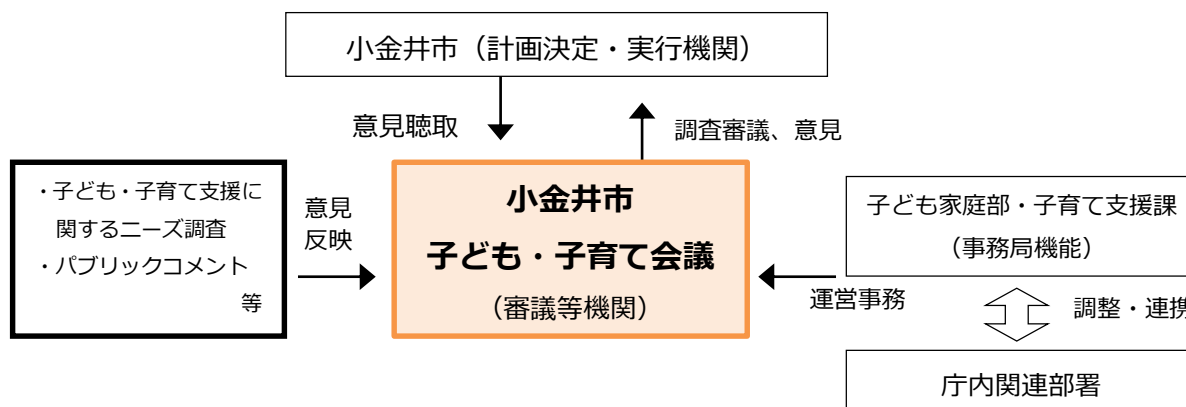 小金井市（計画決定・実行機関）
意見聴取
調査審議、意見
・子ども・子育て支援に
関するニーズ調査
・パブリックコメント
等
意見
反映
小金井市
子ども・子育て会議
（審議等機関）
子ども家庭部・子育て支援課
（事務局機能）
運営事務
調整・連携
庁内関連部署